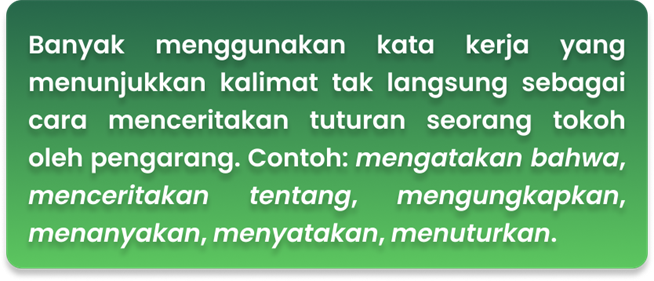 Banyak menggunakan kata kerja yang
menunjukkan kalimat tak langsung sebagai
cara menceritakan tuturan seorang tokoh
oleh pengarang. Contoh: mengatakan bahwa,
menceritakan tentang, mengungkapkan,
menanyakan, menyatakan, menuturkan.